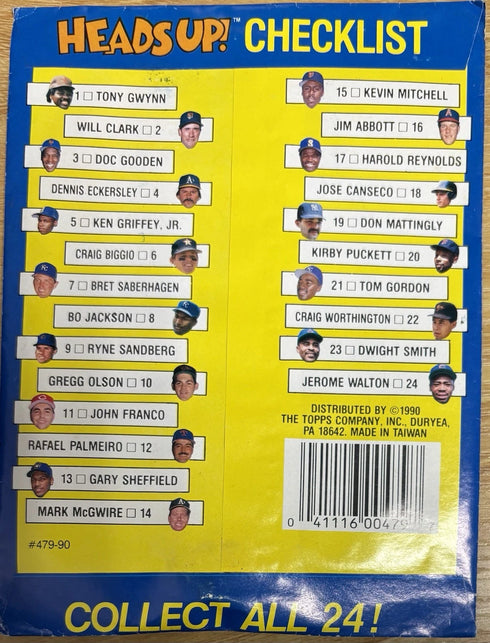 HEADS UP!™ CHECKLIST
1 □ TONY GWYNN
WILL CLARK □ 2
3 □ DOC GOODEN
DENNIS ECKERSLEY □ 4
5 □ KEN GRIFFEY, JR.
CRAIG BIGGIO □ 6
7 □ BRET SABERHAGEN
BO JACKSON □ 8
9 □ RYNE SANDBERG
GREGG OLSON □ 10
11 □ JOHN FRANCO
RAFAEL PALMEIRO □ 12
13 □ GARY SHEFFIELD
MARK McGWIRE □ 14
#479-90
15 □ KEVIN MITCHELL
JIM ABBOTT □ 16
17 □ HAROLD REYNOLDS
JOSE CANSECO □ 18
19 □ DON MATTINGLY
KIRBY PUCKETT □ 20
21 □ TOM GORDON
CRAIG WORTHINGTON □ 22
23 □ DWIGHT SMITH
JEROME WALTON □ 24
DISTRIBUTED BY ©1990
THE TOPPS COMPANY, INC., DURYEA,
PA 18642. MADE IN TAIWAN
0 41116 00479
COLLECT ALL 24!